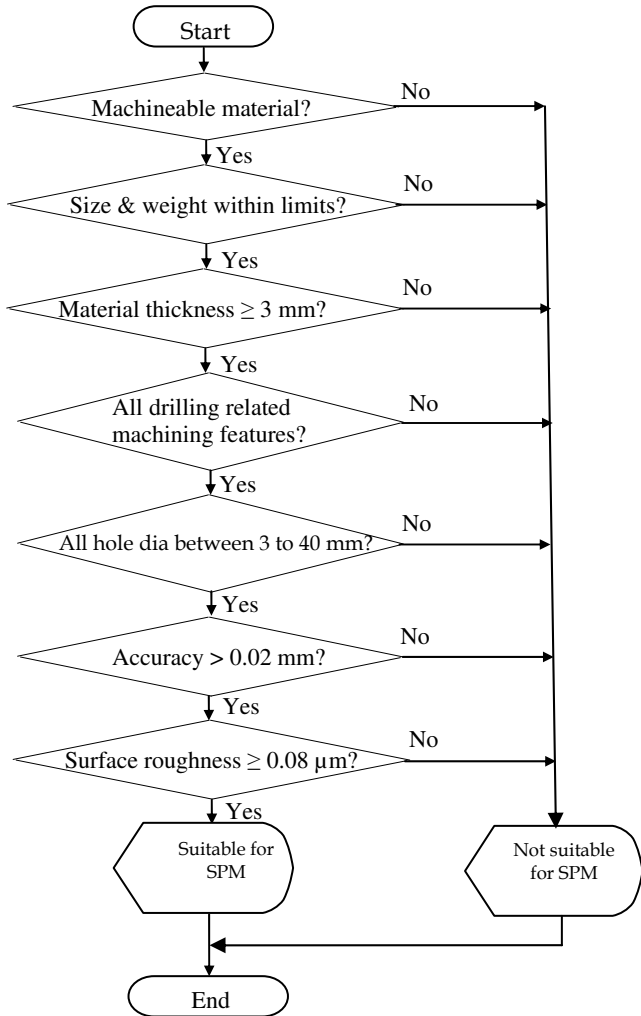 Start
Machineable material?
No
Yes
Size & weight within limits?
No
Yes
Material thickness ≥ 3 mm?
No
Yes
All drilling related
machining features?
No
Yes
All hole dia between 3 to 40 mm?
No
Yes
Accuracy > 0.02 mm?
No
Yes
Surface roughness ≥ 0.08 µm?
No
Yes
Suitable for
SPM
Not suitable
for SPM
End